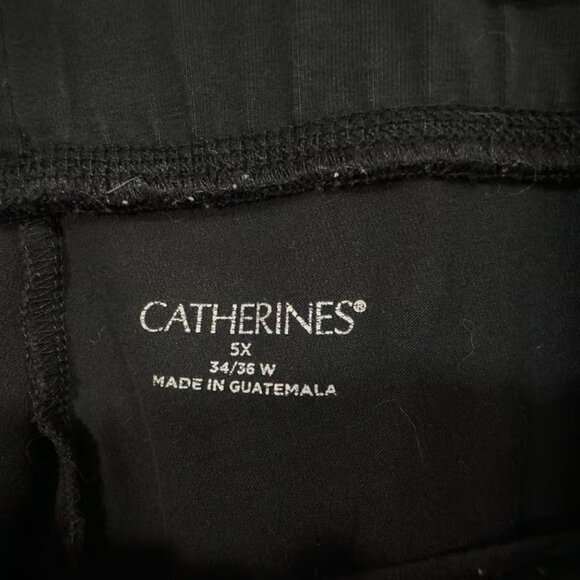 CATHERINES®
5X
34/36 W
MADE IN GUATEMALA